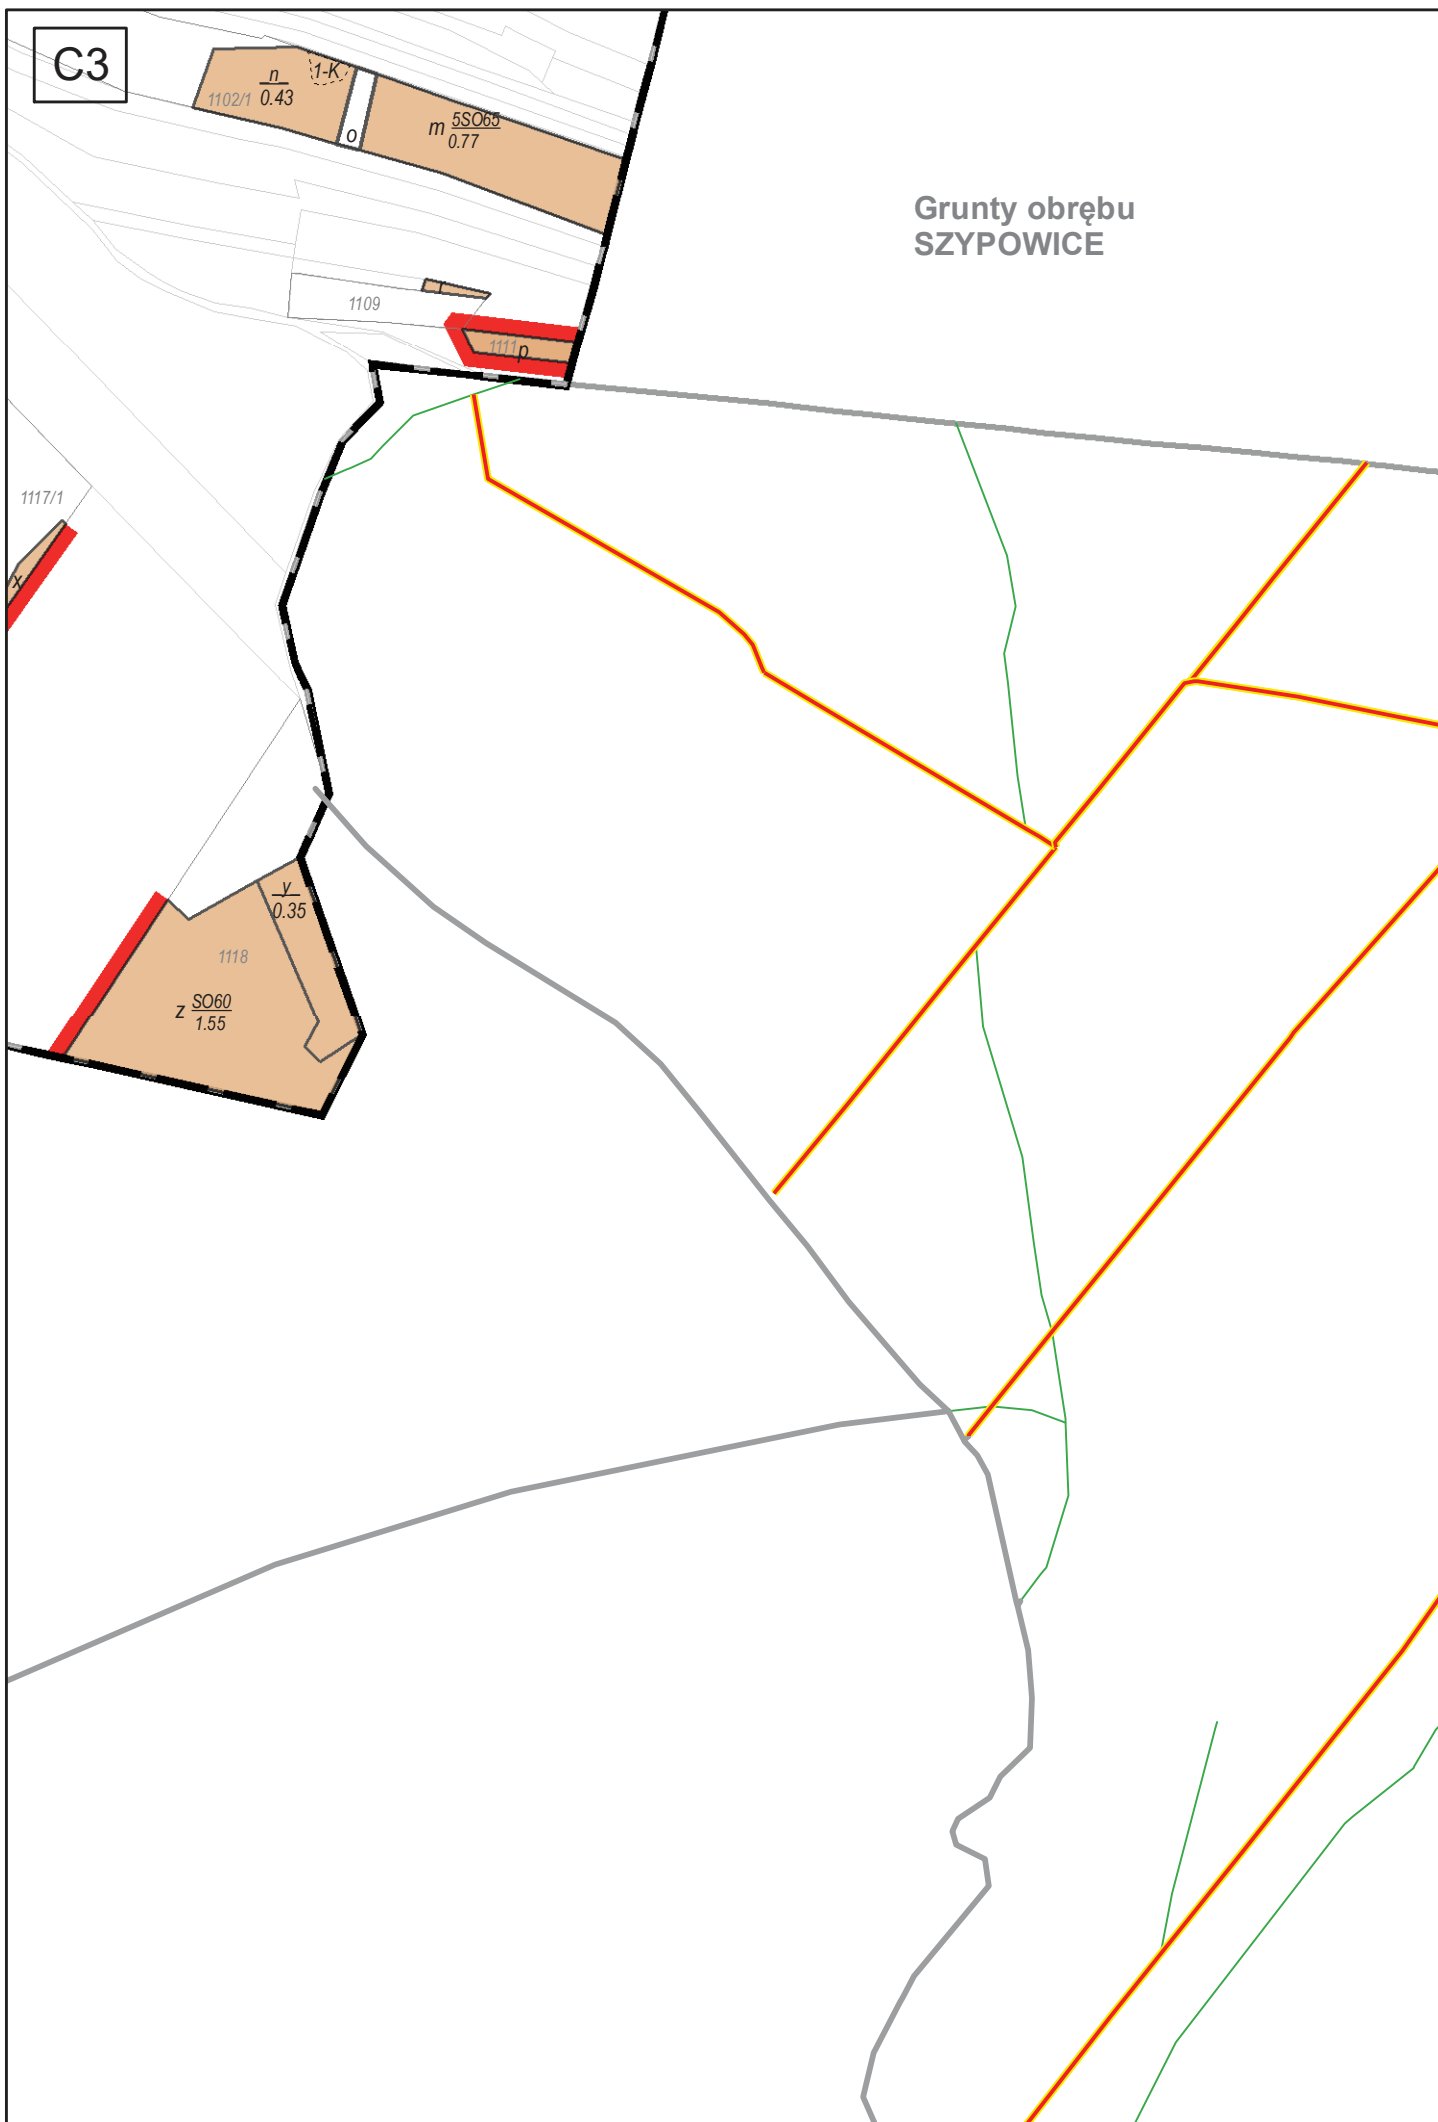 C3
n
0.43
1-K
1102/1
o
m 5SO65
0.77
Grunty obrębu
SZYPOWICE
1109
1111 p
1117/1
x
y
0.35
1118
z SO60
1.55